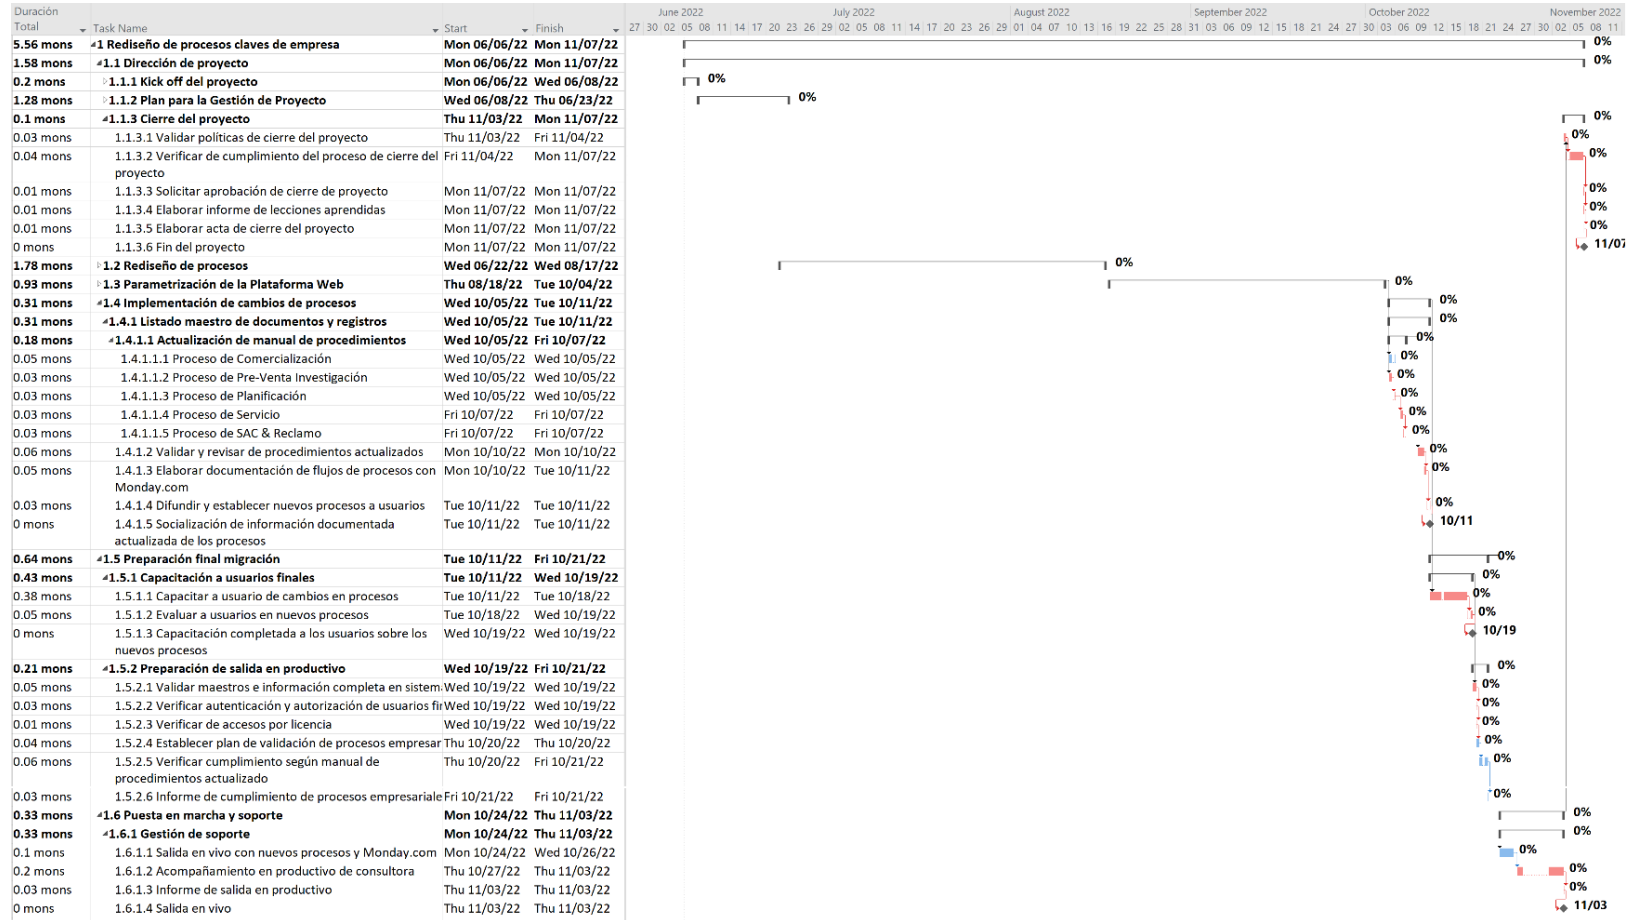 Duración
Total Task Name Start Finish
June 2022 July 2022 August 2022 September 2022 October 2022 November 2022
27 30 02 05 08 11 14 17 20 23 26 29 02 05 08 11 14 17 20 23 26 29 01 04 07 10 13 16 19 22 25 28 31 03 06 09 12 15 18 21 24 27 30 03 06 09 12 15 18 21 24 27 30 02 05 08 11
5.56 mons 1 Rediseño de procesos claves de empresa Mon 06/06/22 Mon 11/07/22 0%
1.58 mons 1.1 Dirección de proyecto Mon 06/06/22 Mon 11/07/22 0%
0.2 mons 1.1.1 Kick off del proyecto Mon 06/06/22 Wed 06/08/22 0%
1.28 mons 1.1.2 Plan para la Gestión de Proyecto Wed 06/08/22 Thu 06/23/22 0%
0.1 mons 1.1.3 Cierre del proyecto Thu 11/03/22 Mon 11/07/22 0%
0.03 mons 1.1.3.1 Validar políticas de cierre del proyecto Thu 11/03/22 Fri 11/04/22 0%
0.04 mons 1.1.3.2 Verificar de cumplimiento del proceso de cierre del Fri 11/04/22 Mon 11/07/22 0%
proyecto
0.01 mons 1.1.3.3 Solicitar aprobación de cierre de proyecto Mon 11/07/22 Mon 11/07/22 0%
0.01 mons 1.1.3.4 Elaborar informe de lecciones aprendidas Mon 11/07/22 Mon 11/07/22 0%
0.01 mons 1.1.3.5 Elaborar acta de cierre del proyecto Mon 11/07/22 Mon 11/07/22 0%
0 mons 1.1.3.6 Fin del proyecto Mon 11/07/22 Mon 11/07/22 11/07
1.78 mons 1.2 Rediseño de procesos Wed 06/22/22 Wed 08/17/22 0%
0.93 mons 1.3 Parametrización de la Plataforma Web Thu 08/18/22 Tue 10/04/22 0%
0.31 mons 1.4 Implementación de cambios de procesos Wed 10/05/22 Tue 10/11/22 0%
0.31 mons 1.4.1 Listado maestro de documentos y registros Wed 10/05/22 Tue 10/11/22 0%
0.18 mons 1.4.1.1 Actualización de manual de procedimientos Wed 10/05/22 Fri 10/07/22 0%
0.05 mons 1.4.1.1.1 Proceso de Comercialización Wed 10/05/22 Wed 10/05/22 0%
0.03 mons 1.4.1.1.2 Proceso de Pre-Venta Investigación Wed 10/05/22 Wed 10/05/22 0%
0.03 mons 1.4.1.1.3 Proceso de Planificación Wed 10/05/22 Wed 10/05/22 0%
0.03 mons 1.4.1.1.4 Proceso de Servicio Fri 10/07/22 Fri 10/07/22 0%
0.03 mons 1.4.1.1.5 Proceso de SAC & Reclamo Fri 10/07/22 Fri 10/07/22 0%
0.06 mons 1.4.1.2 Validar y revisar de procedimientos actualizados Mon 10/10/22 Mon 10/10/22 0%
0.05 mons 1.4.1.3 Elaborar documentación de flujos de procesos con Mon 10/10/22 Tue 10/11/22 0%
Monday.com
0.03 mons 1.4.1.4 Difundir y establecer nuevos procesos a usuarios Tue 10/11/22 Tue 10/11/22 0%
0 mons 1.4.1.5 Socialización de información documentada Tue 10/11/22 Tue 10/11/22 10/11
actualizada de los procesos
0.64 mons 1.5 Preparación final migración Tue 10/11/22 Fri 10/21/22 0%
0.43 mons 1.5.1 Capacitación a usuarios finales Tue 10/11/22 Wed 10/19/22 0%
0.38 mons 1.5.1.1 Capacitar a usuario de cambios en procesos Tue 10/11/22 Tue 10/18/22 0%
0.05 mons 1.5.1.2 Evaluar a usuarios en nuevos procesos Tue 10/18/22 Wed 10/19/22 0%
0 mons 1.5.1.3 Capacitación completada a los usuarios sobre los Wed 10/19/22 Wed 10/19/22 10/19
nuevos procesos
0.21 mons 1.5.2 Preparación de salida en productivo Wed 10/19/22 Fri 10/21/22 0%
0.05 mons 1.5.2.1 Validar maestros e información completa en sistem Wed 10/19/22 Wed 10/19/22 0%
0.03 mons 1.5.2.2 Verificar autenticación y autorización de usuarios fir Wed 10/19/22 Wed 10/19/22 0%
0.01 mons 1.5.2.3 Verificar de accesos por licencia Wed 10/19/22 Wed 10/19/22 0%
0.04 mons 1.5.2.4 Establecer plan de validación de procesos empresar Thu 10/20/22 Thu 10/20/22 0%
0.06 mons 1.5.2.5 Verificar cumplimiento según manual de Thu 10/20/22 Fri 10/21/22 0%
procedimientos actualizado
0.03 mons 1.5.2.6 Informe de cumplimiento de procesos empresariale Fri 10/21/22 Fri 10/21/22 0%
0.33 mons 1.6 Puesta en marcha y soporte Mon 10/24/22 Thu 11/03/22 0%
0.33 mons 1.6.1 Gestión de soporte Mon 10/24/22 Thu 11/03/22 0%
0.1 mons 1.6.1.1 Salida en vivo con nuevos procesos y Monday.com Mon 10/24/22 Wed 10/26/22 0%
0.2 mons 1.6.1.2 Acompañamiento en productivo de consultora Thu 10/27/22 Thu 11/03/22 0%
0.03 mons 1.6.1.3 Informe de salida en productivo Thu 11/03/22 Thu 11/03/22 0%
0 mons 1.6.1.4 Salida en vivo Thu 11/03/22 Thu 11/03/22 11/03